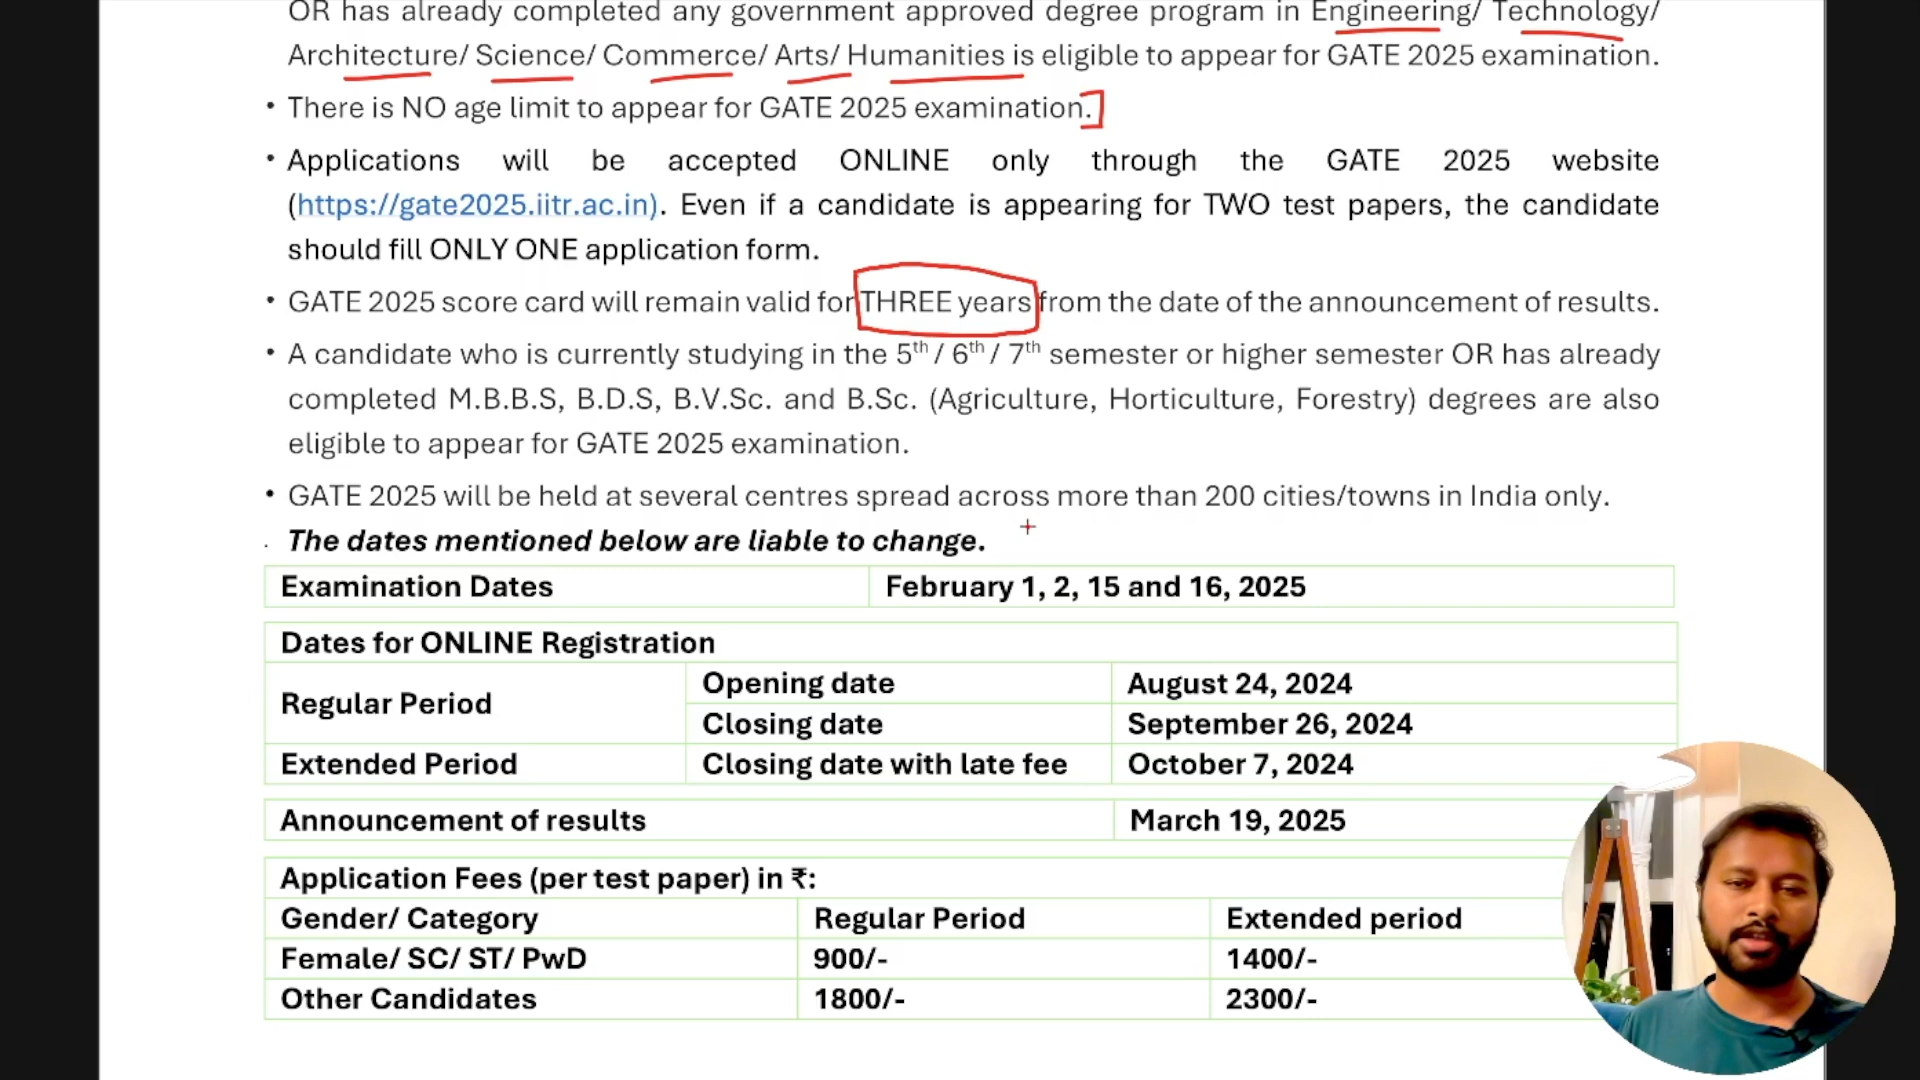 OR has already completed any government approved degree program in Engineering/ Technology/
Architecture/ Science/ Commerce/ Arts/ Humanities is eligible to appear for GATE 2025 examination.
• There is NO age limit to appear for GATE 2025 examination.
• Applications will be accepted ONLINE only through the GATE 2025 website
(https://gate2025.iitr.ac.in). Even if a candidate is appearing for TWO test papers, the candidate
should fill ONLY ONE application form.
• GATE 2025 score card will remain valid for THREE years from the date of the announcement of results.
• A candidate who is currently studying in the 5th / 6th / 7th semester or higher semester OR has already
completed M.B.B.S, B.D.S, B.V.Sc. and B.Sc. (Agriculture, Horticulture, Forestry) degrees are also
eligible to appear for GATE 2025 examination.
• GATE 2025 will be held at several centres spread across more than 200 cities/towns in India only.
. The dates mentioned below are liable to change.
Examination Dates February 1, 2, 15 and 16, 2025
Dates for ONLINE Registration
Regular Period Opening date August 24, 2024
Closing date September 26, 2024
Extended Period Closing date with late fee October 7, 2024
Announcement of results March 19, 2025
Application Fees (per test paper) in ₹:
Gender/ Category Regular Period Extended period
Female/ SC/ ST/ PwD 900/- 1400/-
Other Candidates 1800/- 2300/-